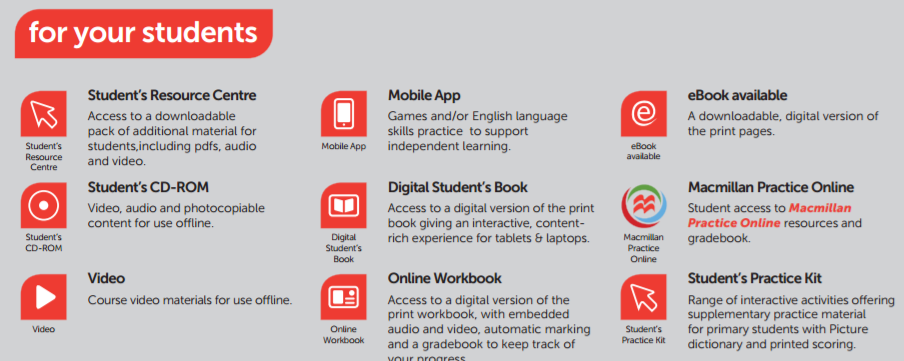 for your students
Student's Resource Centre
Access to a downloadable
pack of additional material for
students,including pdfs, audio
and video.
Student's
Resource
Centre
Mobile App
Games and/or English language
skills practice to support
independent learning.
Mobile App
eBook available
A downloadable, digital version of
the print pages.
eBook
available
Student's CD-ROM
Video, audio and photocopiable
content for use offline.
Student's
CD-ROM
Digital Student's Book
Access to a digital version of the print
book giving an interactive, content-
rich experience for tablets & laptops.
Digital
Student's
Book
Macmillan Practice Online
Student access to Macmillan
Practice Online resources and
gradebook.
Macmillan
Practice
Online
Video
Course video materials for use offline.
Video
Online Workbook
Access to a digital version of the
print workbook, with embedded
audio and video, automatic marking
and a gradebook to keep track of
your progress.
Online
Workbook
Student's Practice Kit
Range of interactive activities offering
supplementary practice material
for primary students with Picture
dictionary and printed scoring.
Student's
Practice Kit